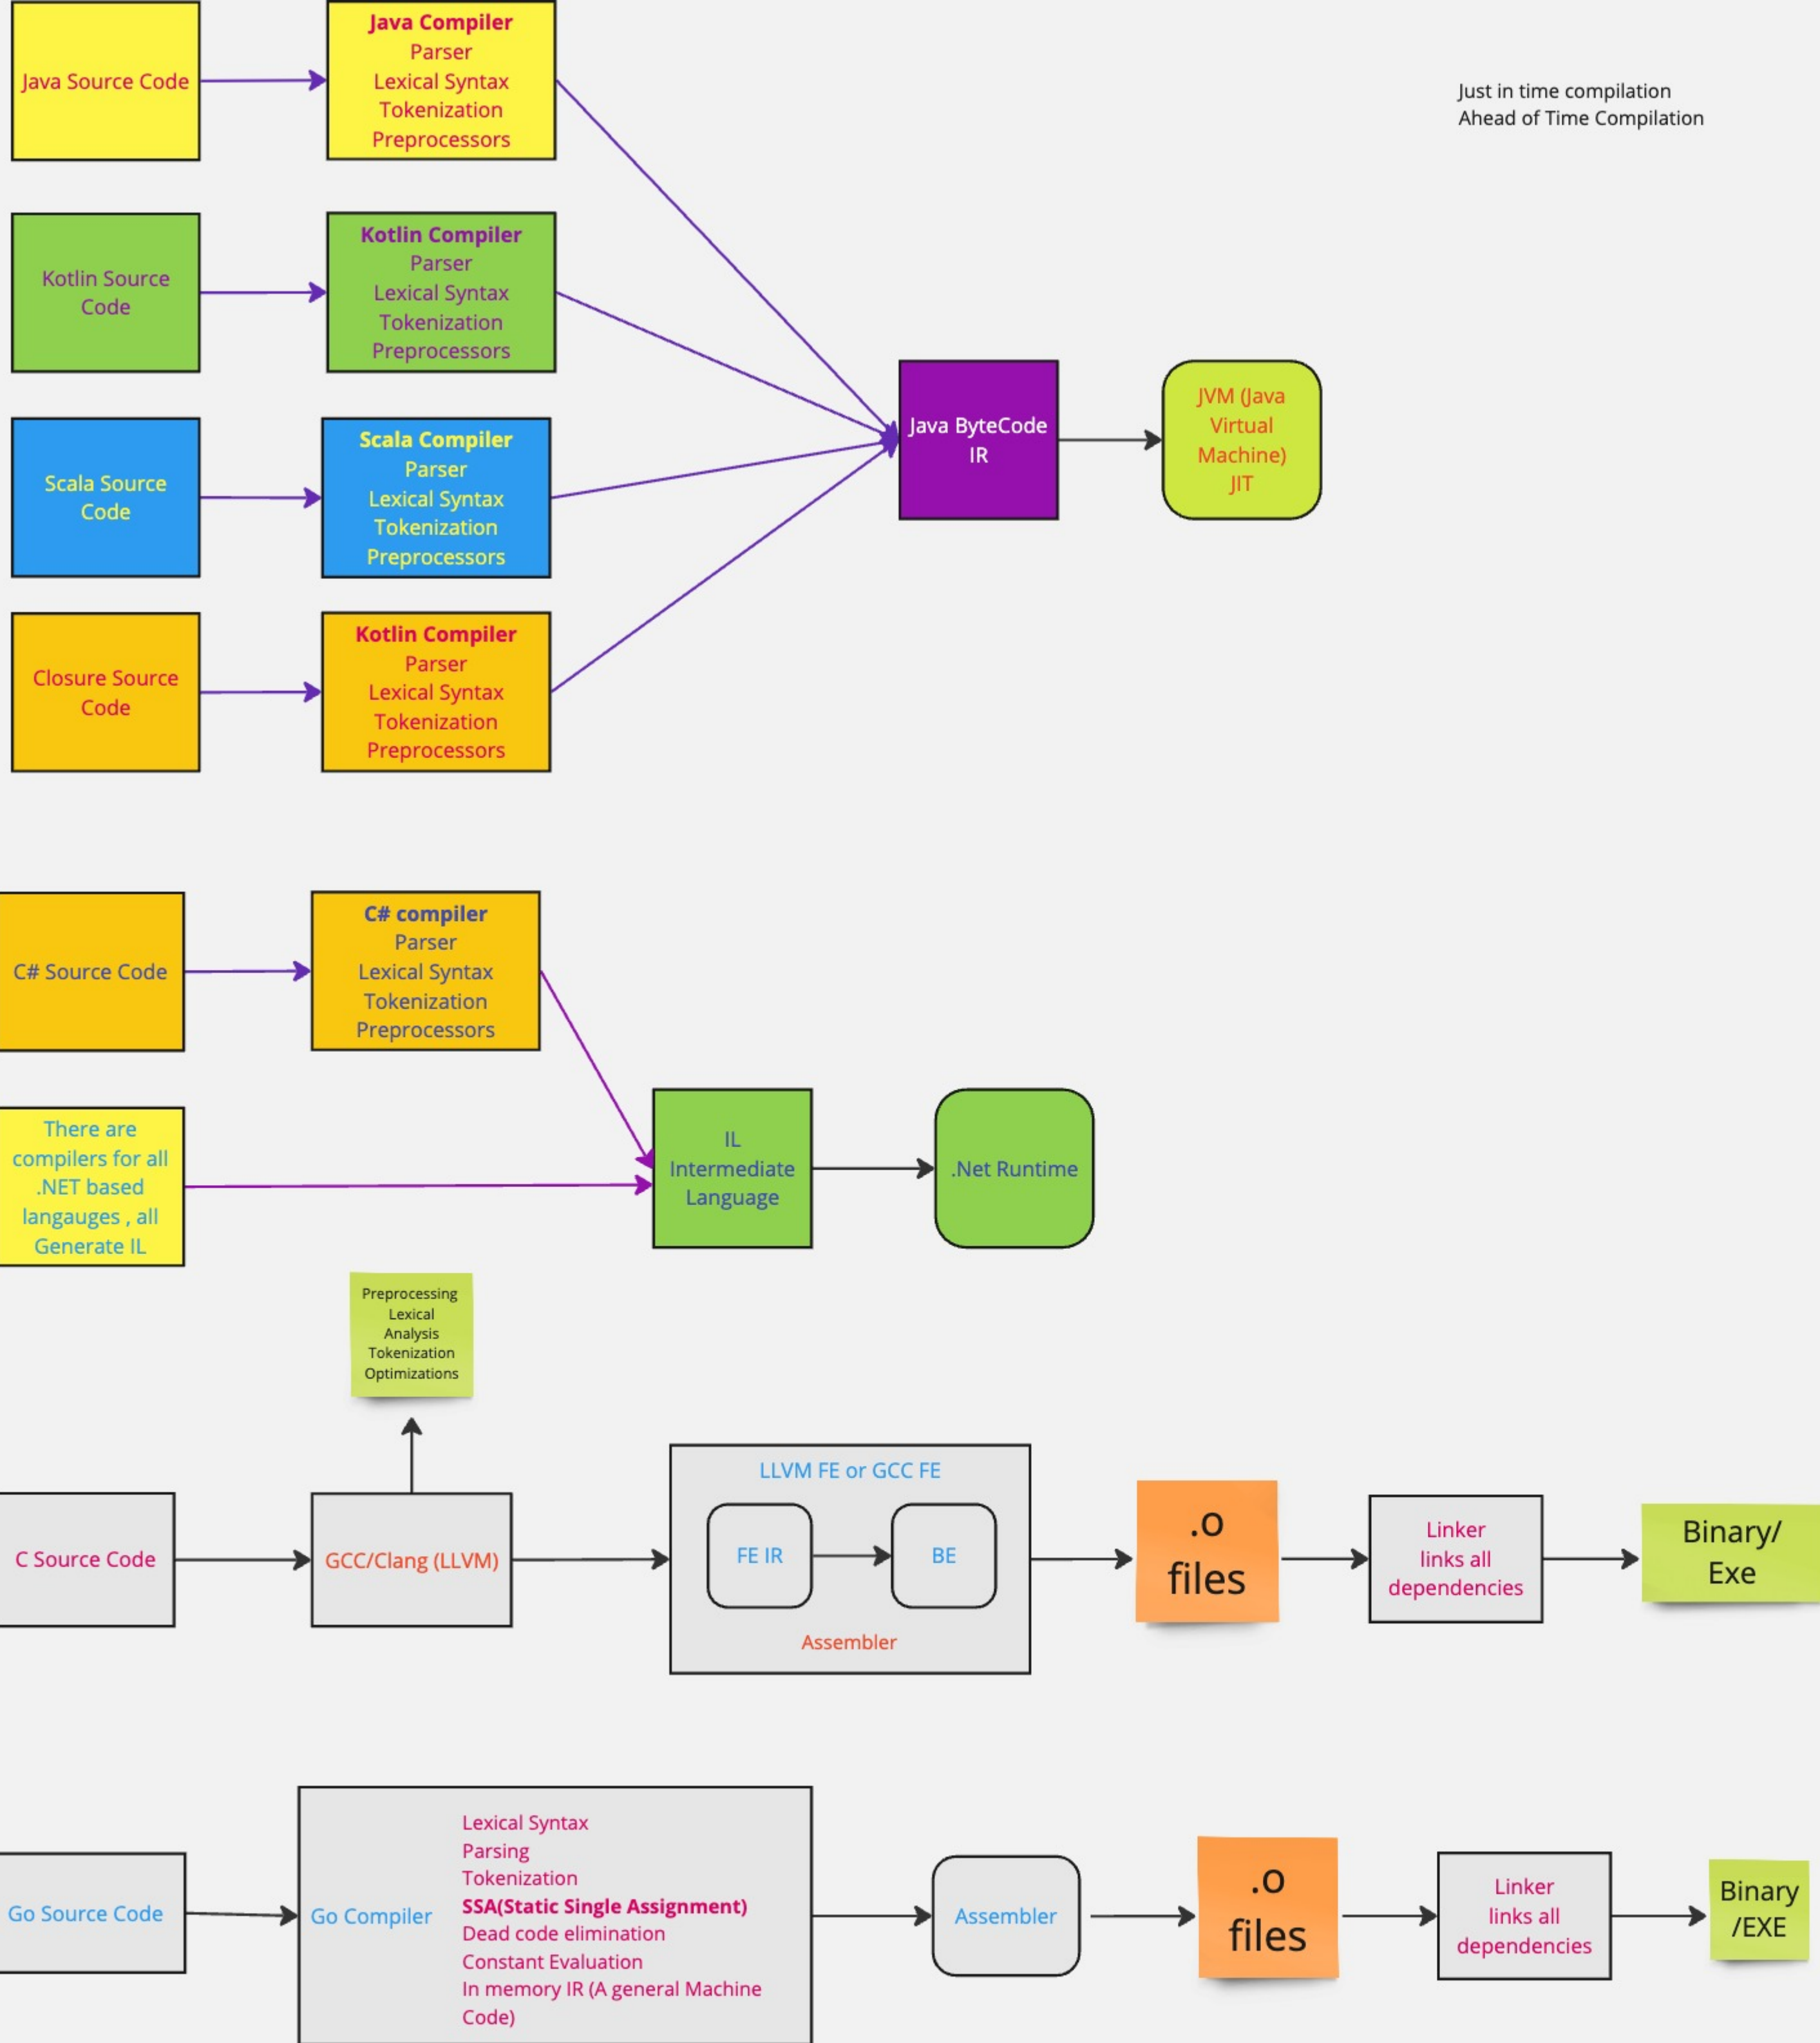 Java Source Code
Java Compiler
Parser
Lexical Syntax
Tokenization
Preprocessors
Just in time compilation
Ahead of Time Compilation
Kotlin Source
Code
Kotlin Compiler
Parser
Lexical Syntax
Tokenization
Preprocessors
Scala Source
Code
Scala Compiler
Parser
Lexical Syntax
Tokenization
Preprocessors
Java ByteCode
IR
JVM (Java
Virtual
Machine)
JIT
Closure Source
Code
Kotlin Compiler
Parser
Lexical Syntax
Tokenization
Preprocessors
C# Source Code
C# compiler
Parser
Lexical Syntax
Tokenization
Preprocessors
There are
compilers for all
.NET based
langauges , all
Generate IL
IL
Intermediate
Language
.Net Runtime
Preprocessing
Lexical
Analysis
Tokenization
Optimizations
C Source Code
GCC/Clang (LLVM)
LLVM FE or GCC FE
FE IR
BE
Assembler
.o
files
Linker
links all
dependencies
Binary/
Exe
Go Source Code
Go Compiler
Lexical Syntax
Parsing
Tokenization
SSA(Static Single Assignment)
Dead code elimination
Constant Evaluation
In memory IR (A general Machine
Code)
Assembler
.o
files
Linker
links all
dependencies
Binary
/EXE